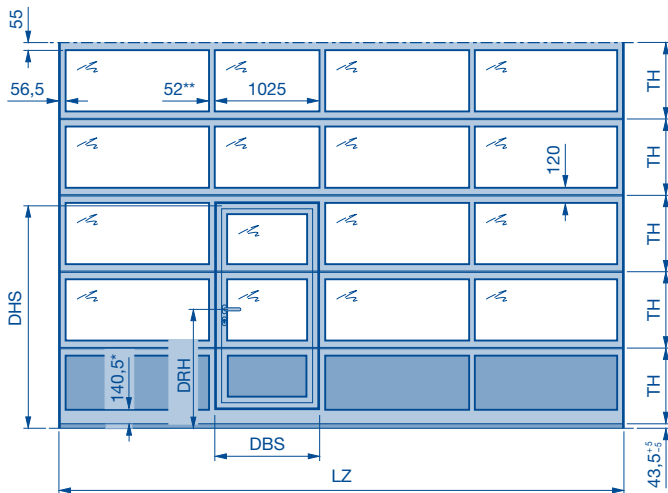 55
56,5
52**
1025
TH
TH
120
TH
DHS
TH
DRH
140,5*
TH
DBS
LZ
43,5 +5 -5